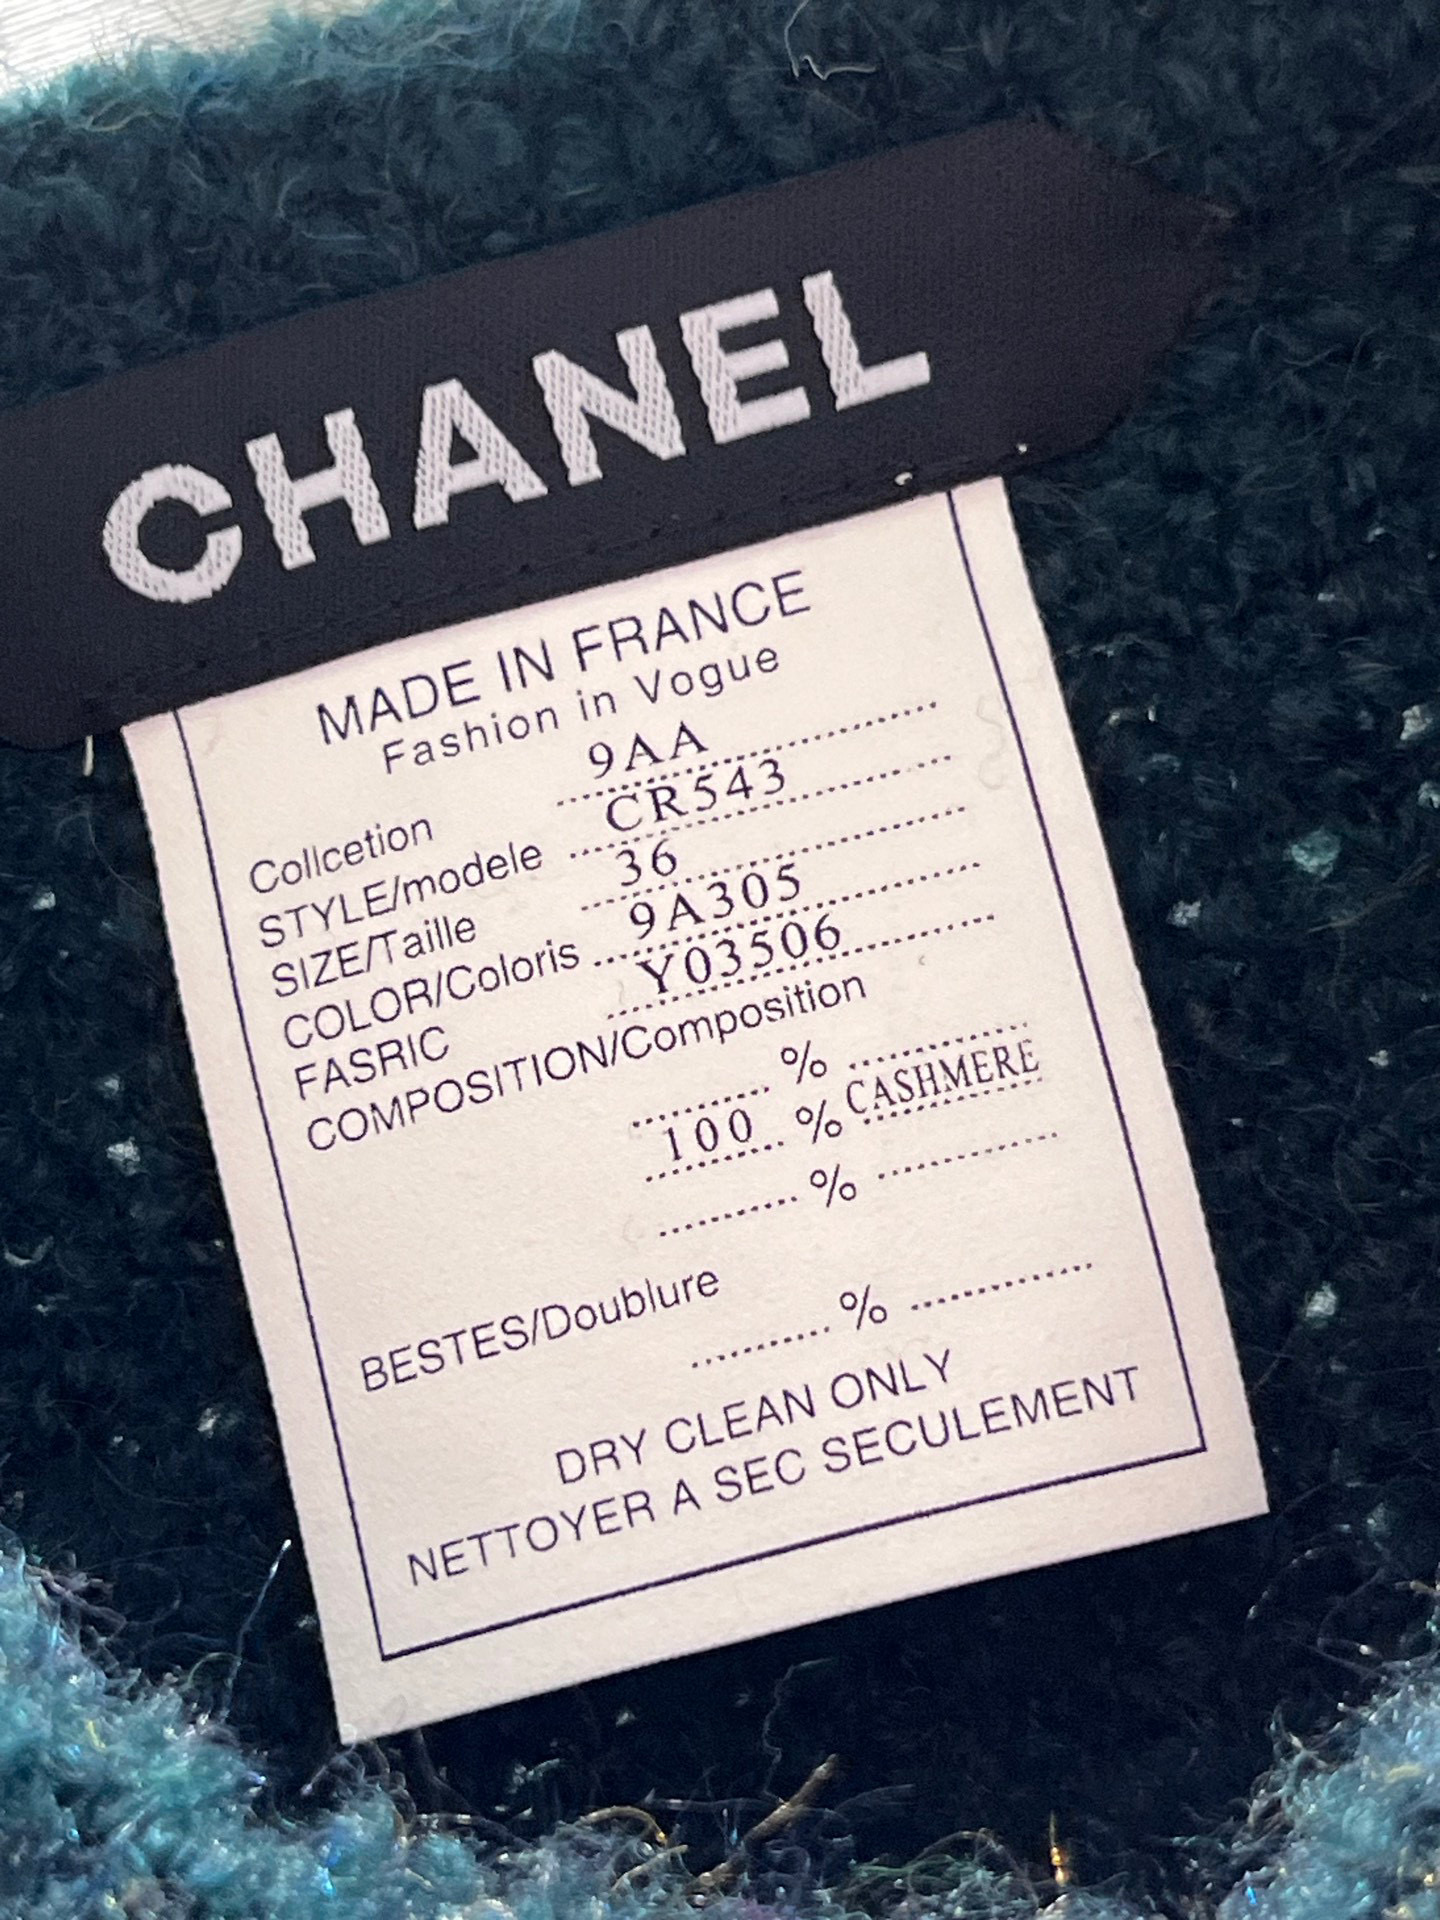 CHANEL
MADE IN FRANCE
Fashion in Vogue
Collcetion 9AA
STYLE/modele CR543
SIZE/Taille 36
COLOR/Coloris 9A305
FASRIC Y03506
COMPOSITION/Composition
%
100 % CASHMERE
%
BESTES/Doublure
%
DRY CLEAN ONLY
NETTOYER A SEC SECULEMENT